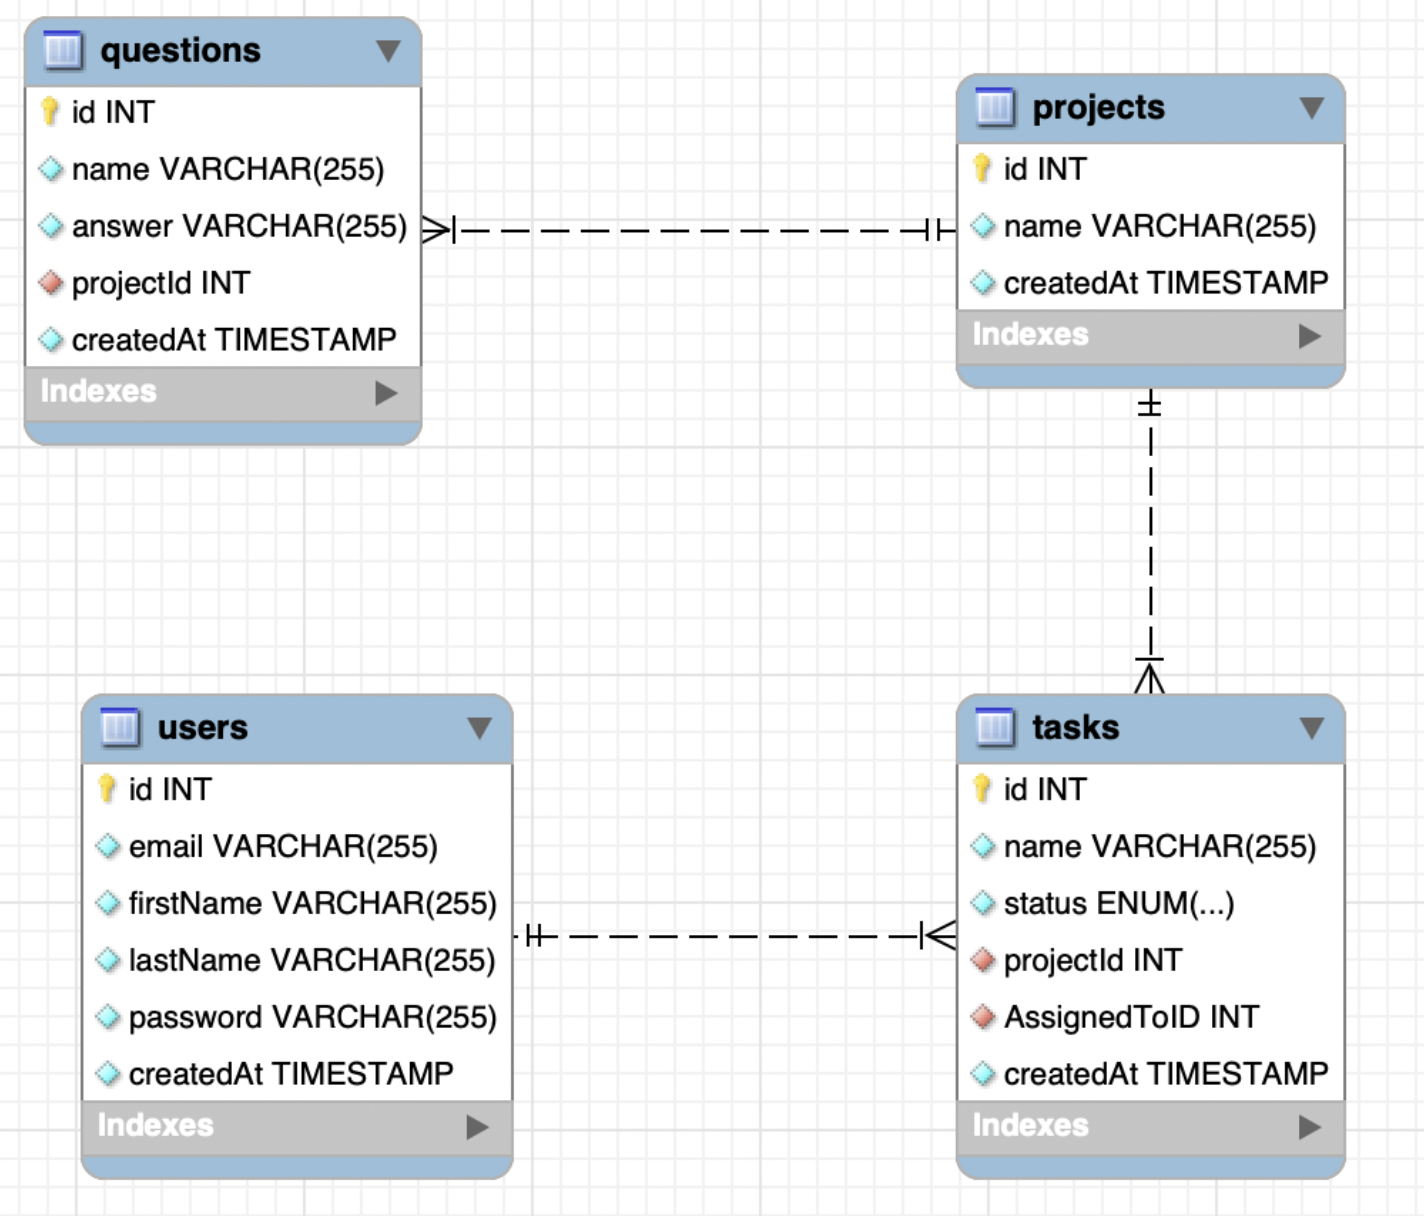 questions
id INT
name VARCHAR(255)
answer VARCHAR(255)
projectId INT
createdAt TIMESTAMP
Indexes
projects
id INT
name VARCHAR(255)
createdAt TIMESTAMP
Indexes
users
id INT
email VARCHAR(255)
firstName VARCHAR(255)
lastName VARCHAR(255)
password VARCHAR(255)
createdAt TIMESTAMP
Indexes
tasks
id INT
name VARCHAR(255)
status ENUM(...)
projectId INT
AssignedToID INT
createdAt TIMESTAMP
Indexes